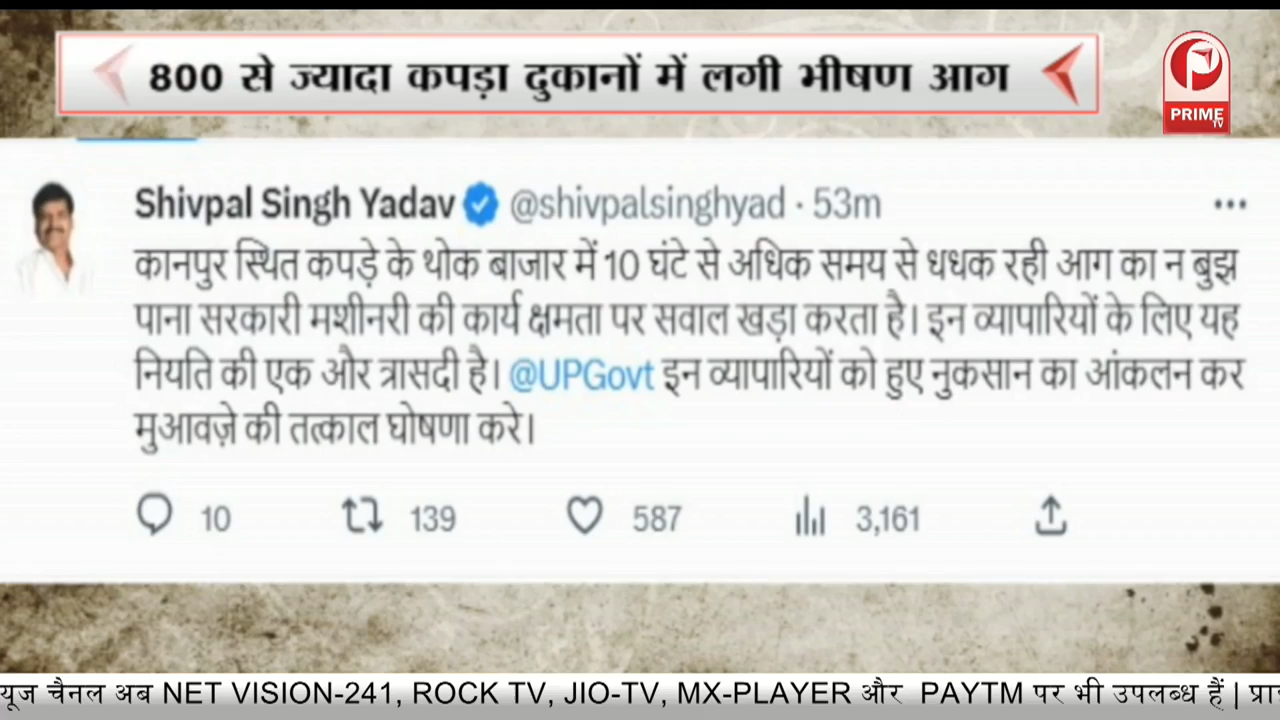 800 से ज्यादा कपड़ा दुकानों में लगी भीषण आग
PRIME
TV
Shivpal Singh Yadav @shivpalsinghyad · 53m
कानपुर स्थित कपड़े के थोक बाजार में 10 घंटे से अधिक समय से धधक रही आग का न बुझ
पाना सरकारी मशीनरी की कार्य क्षमता पर सवाल खड़ा करता है। इन व्यापारियों के लिए यह
नियति की एक और त्रासदी है। @UPGovt इन व्यापारियों को हुए नुकसान का आंकलन कर
मुआवज़े की तत्काल घोषणा करे।
10 139 587 3,161
यूज चैनल अब NET VISION-241, ROCK TV, JIO-TV, MX-PLAYER और PAYTM पर भी उपलब्ध हैं | प्रा